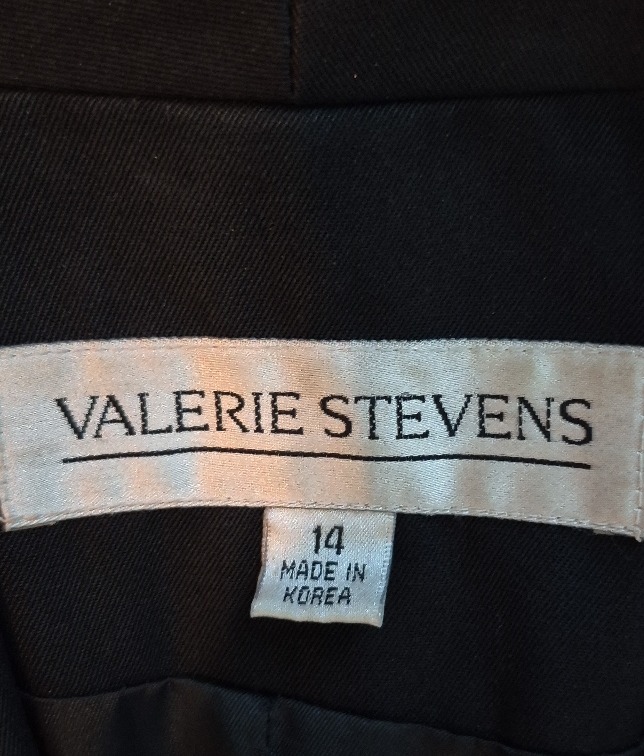 VALERIE STEVENS
14
MADE IN
KOREA